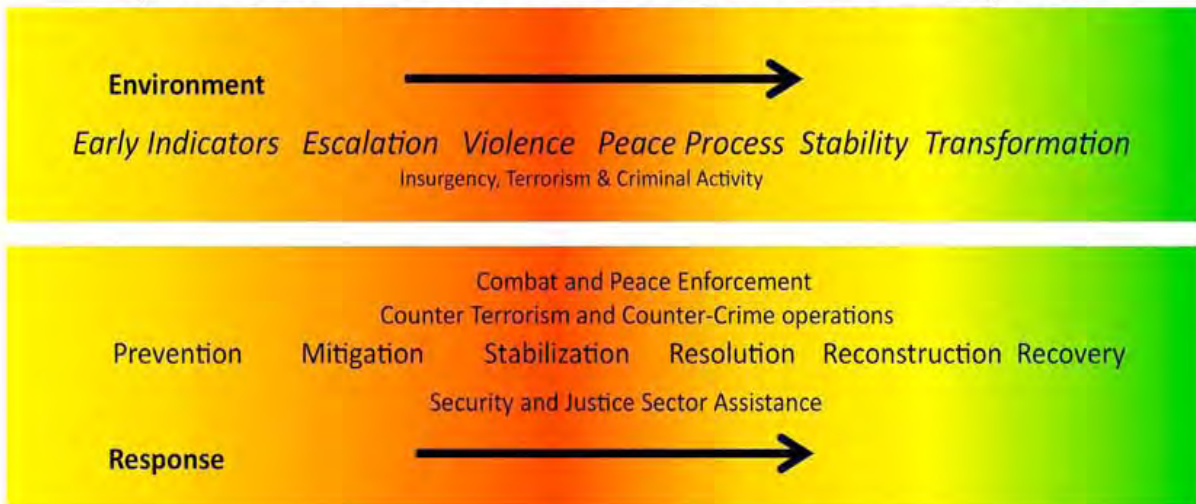 Environment
Early Indicators Escalation Violence Peace Process Stability Transformation
Insurgency, Terrorism & Criminal Activity
Combat and Peace Enforcement
Counter Terrorism and Counter-Crime operations
Prevention Mitigation Stabilization Resolution Reconstruction Recovery
Security and Justice Sector Assistance
Response